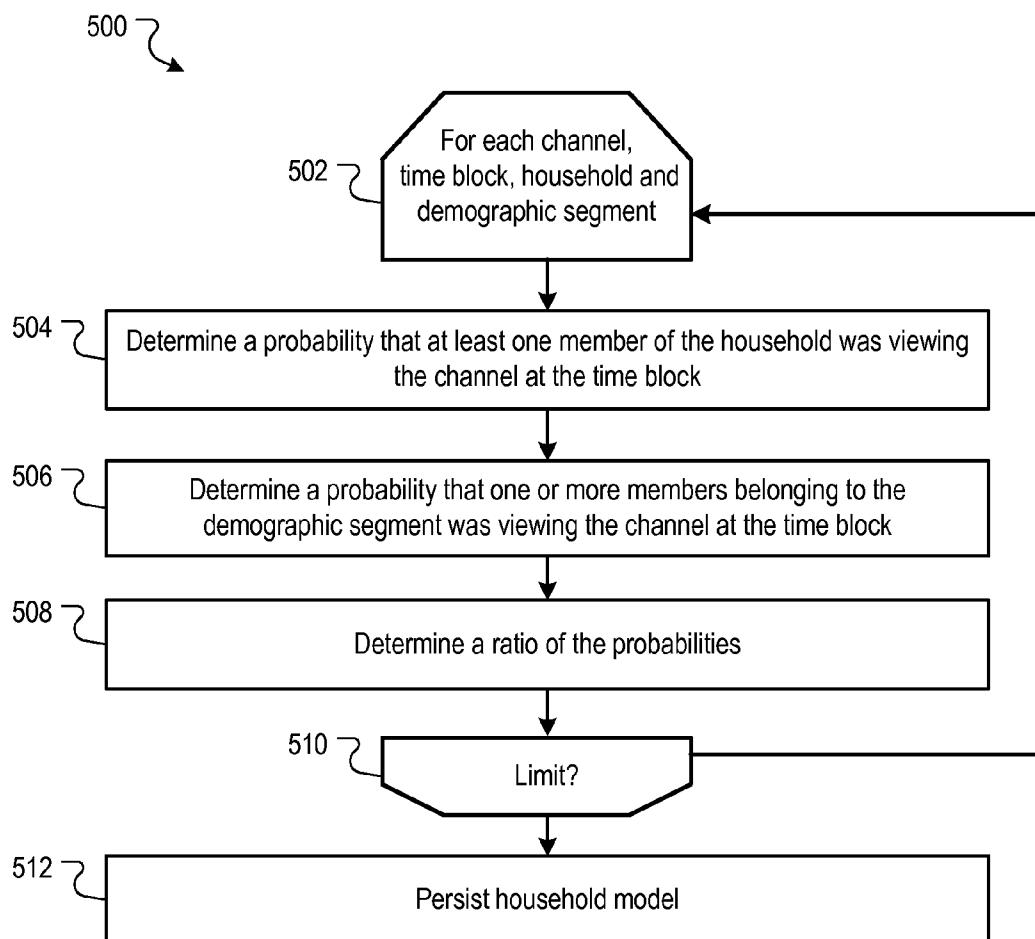 500
502
For each channel,
time block, household and
demographic segment
504
Determine a probability that at least one member of the household was viewing
the channel at the time block
506
Determine a probability that one or more members belonging to the
demographic segment was viewing the channel at the time block
508
Determine a ratio of the probabilities
510
Limit?
512
Persist household model